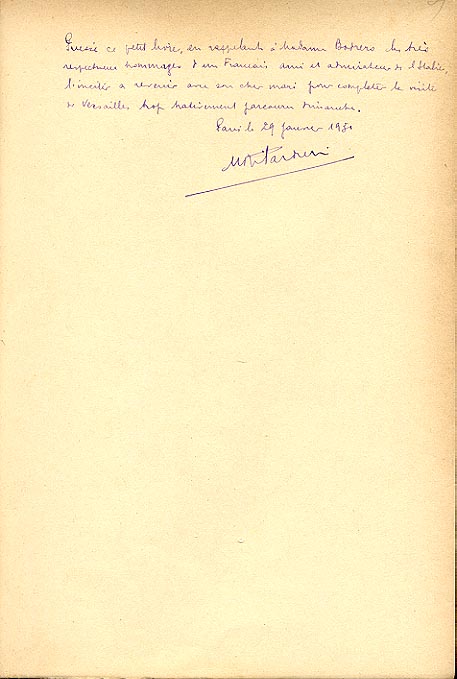 Puisse ce petit livre, en rappelant à Madame Bodrero les très
respectueux hommages d'un Français ami et admirateur de l'Italie,
l'inciter à revenir avec son cher mari pour compléter la visite
de Versailles trop hativement parcouru dimanche.
Paris le 29 Janvier 1930